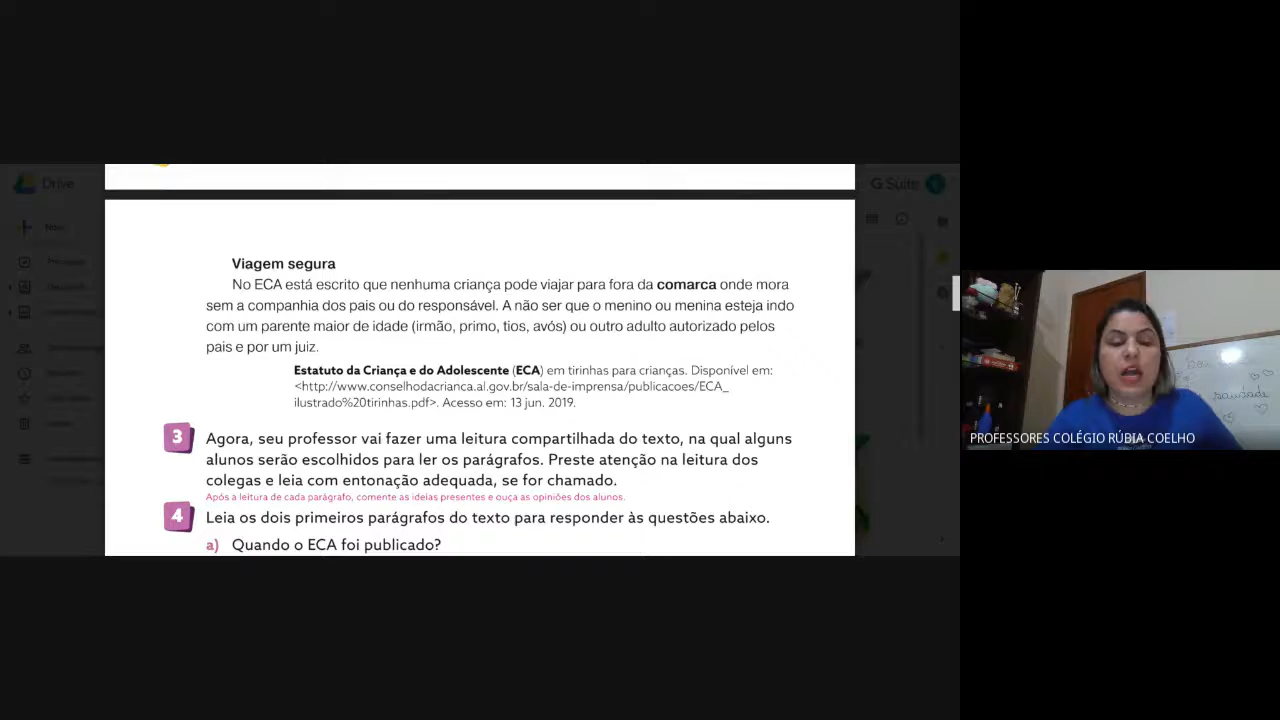 Drive
G Suite
Viagem segura
No ECA está escrito que nenhuma criança pode viajar para fora da comarca onde mora
sem a companhia dos pais ou do responsável. A não ser que o menino ou menina esteja indo
com um parente maior de idade (irmão, primo, tios, avós) ou outro adulto autorizado pelos
pais e por um juiz.
Estatuto da Criança e do Adolescente (ECA) em tirinhas para crianças. Disponível em:
<http://www.conselhodacrianca.al.gov.br/sala-de-imprensa/publicacoes/ECA_
ilustrado%20tirinhas.pdf>. Acesso em: 13 jun. 2019.
3 Agora, seu professor vai fazer uma leitura compartilhada do texto, na qual alguns
alunos serão escolhidos para ler os parágrafos. Preste atenção na leitura dos
colegas e leia com entonação adequada, se for chamado.
Após a leitura de cada parágrafo, comente as ideias presentes e ouça as opiniões dos alunos.
4 Leia os dois primeiros parágrafos do texto para responder às questões abaixo.
a) Quando o ECA foi publicado?
PROFESSORES COLÉGIO RÚBIA COELHO